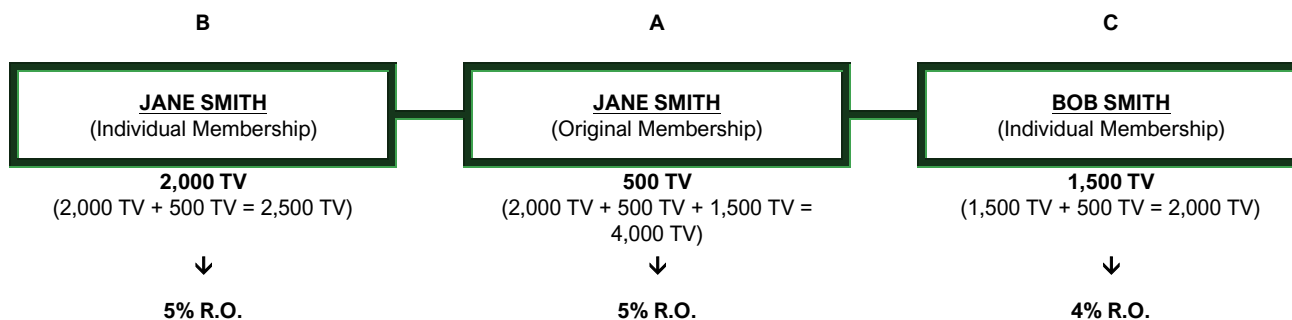 B
A
C
JANE SMITH
(Individual Membership)
JANE SMITH
(Original Membership)
BOB SMITH
(Individual Membership)
2,000 TV
(2,000 TV + 500 TV = 2,500 TV)
500 TV
(2,000 TV + 500 TV + 1,500 TV =
4,000 TV)
1,500 TV
(1,500 TV + 500 TV = 2,000 TV)
5% R.O.
5% R.O.
4% R.O.